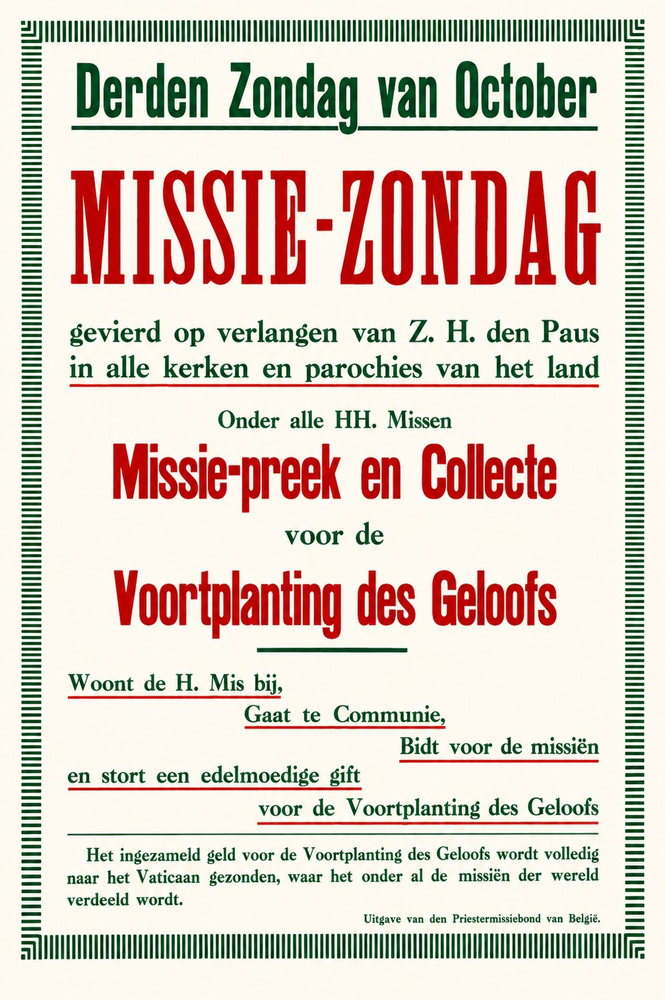 Derden Zondag van October
MISSIE-ZONDAG
gevierd op verlangen van Z. H. den Paus
in alle kerken en parochies van het land
Onder alle HH. Missen
Missie-preek en Collecte
voor de
Voortplanting des Geloofs
Woont de H. Mis bij,
Gaat te Communie,
Bidt voor de missiën
en stort een edelmoedige gift
voor de Voortplanting des Geloofs
Het ingezameld geld voor de Voortplanting des Geloofs wordt volledig
naar het Vaticaan gezonden, waar het onder al de missiën der wereld
verdeeld wordt.
Uitgave van den Priestermissiebond van België.